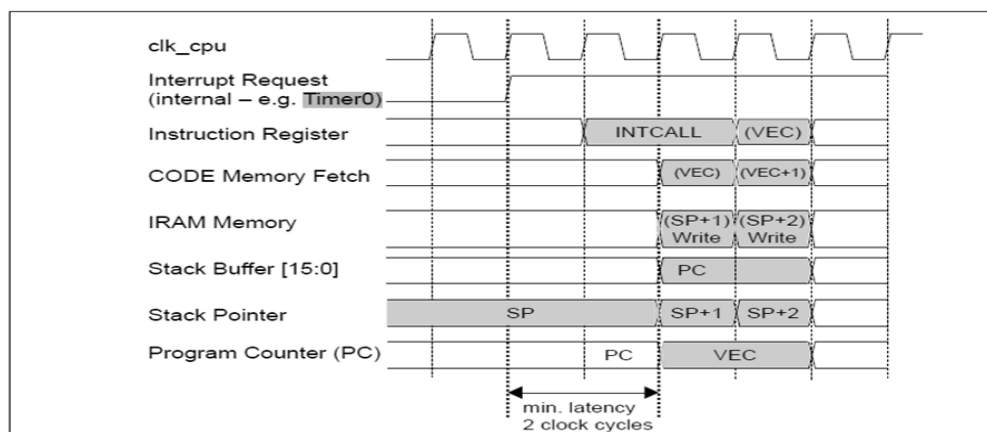 clk_cpu
Interrupt Request
(internal – e.g. Timer0)
Instruction Register
INTCALL
(VEC)
CODE Memory Fetch
(VEC)
(VEC+1)
IRAM Memory
(SP+1)
Write
(SP+2)
Write
Stack Buffer [15:0]
PC
Stack Pointer
SP
SP+1
SP+2
Program Counter (PC)
PC
VEC
min. latency
2 clock cycles